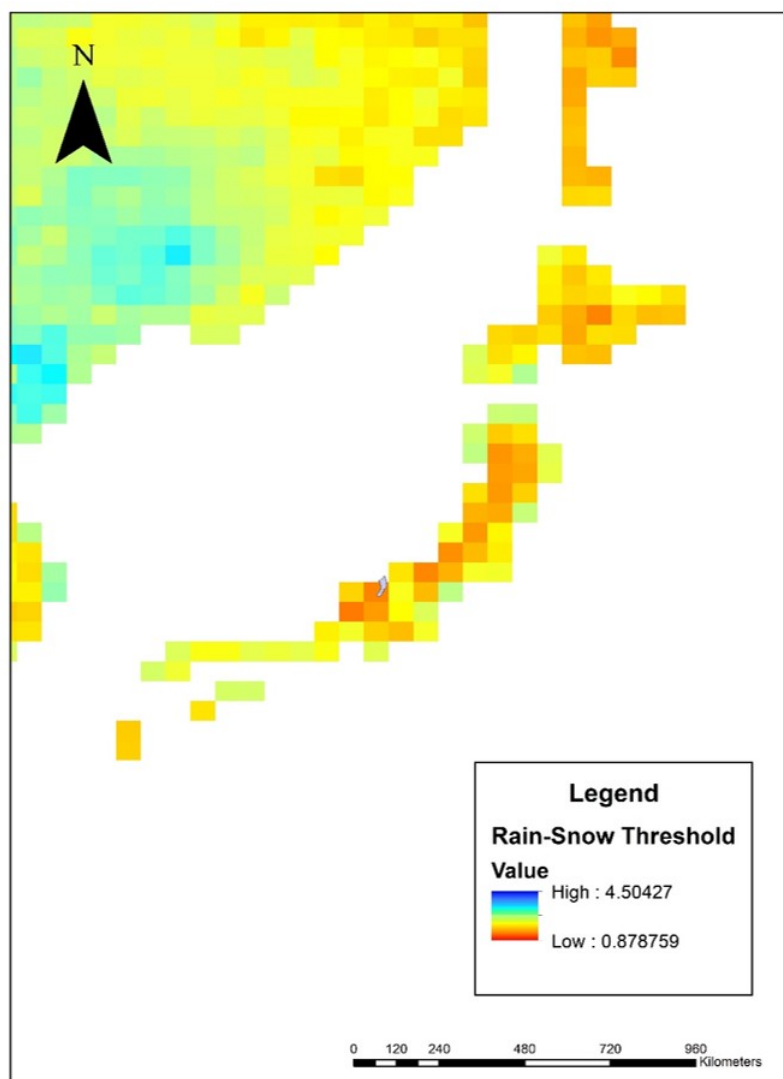 N
Legend
Rain-Snow Threshold
Value
High : 4.50427
Low : 0.878759
0 120 240 480 720 960
Kilometers